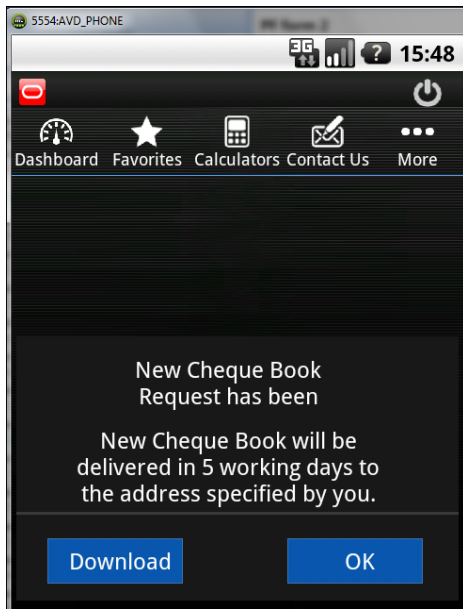 5554:AVD_PHONE
3G
15:48
Dashboard Favorites Calculators Contact Us More
New Cheque Book
Request has been
New Cheque Book will be
delivered in 5 working days to
the address specified by you.
Download OK